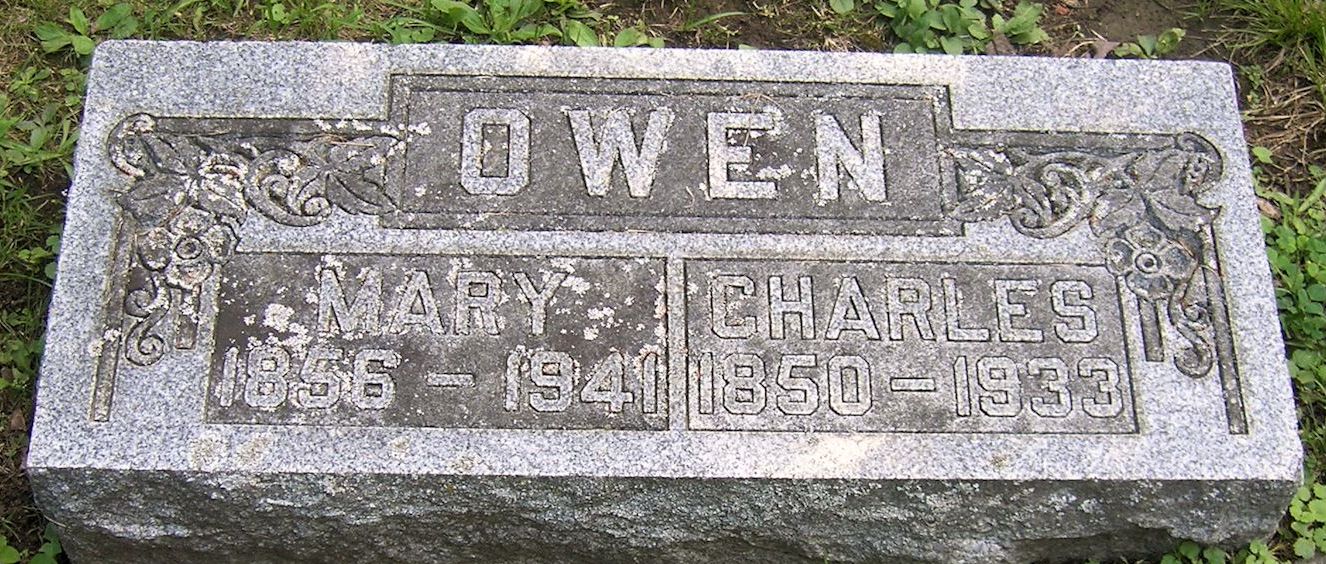 OWEN
MARY
1856 - 1941
CHARLES
1850 - 1933